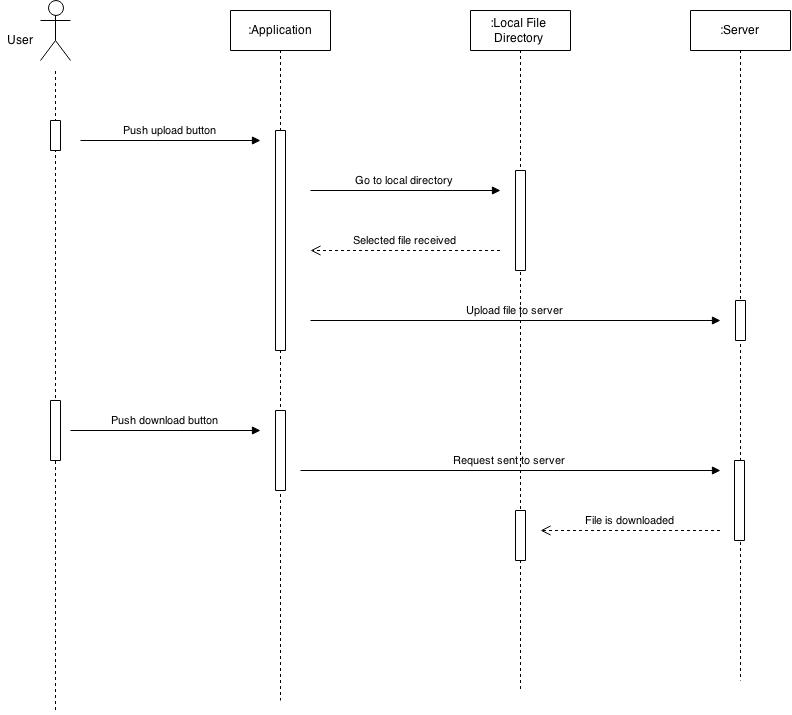 User
:Application
:Local File
Directory
:Server
Push upload button
Go to local directory
Selected file received
Upload file to server
Push download button
Request sent to server
File is downloaded